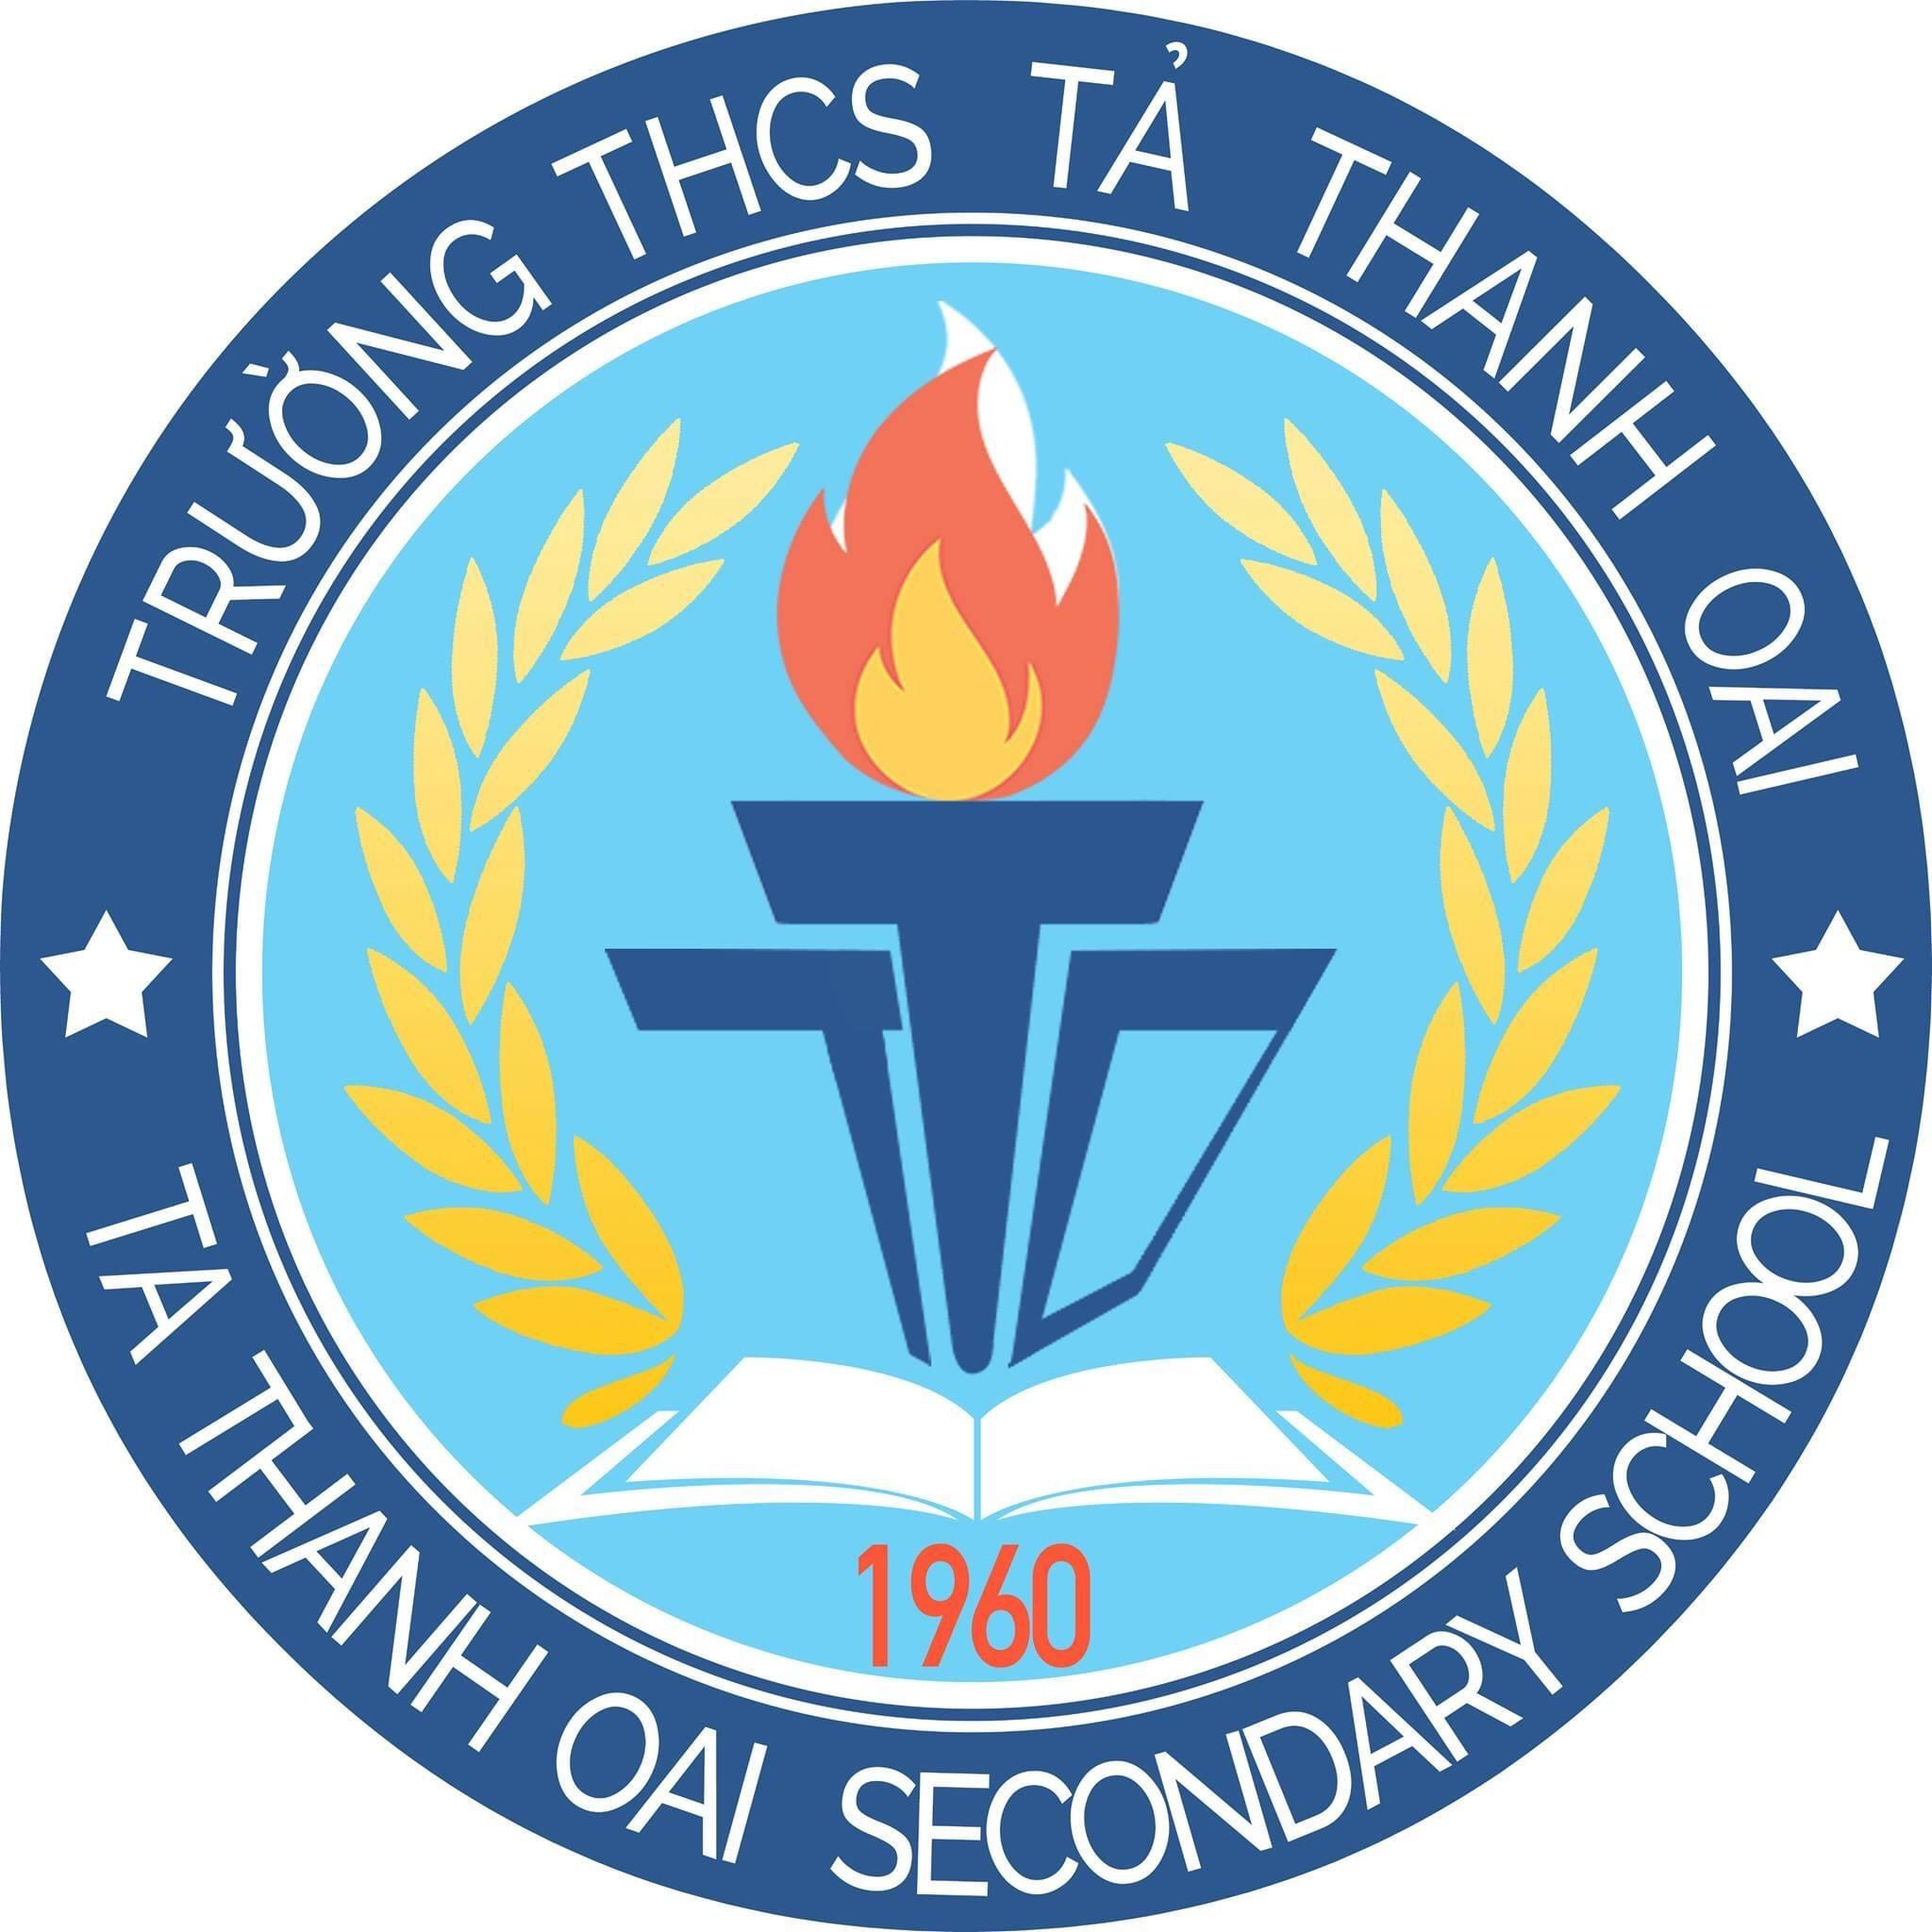 TRƯỜNG THCS TẢ THANH OAI
1960
TA THANH OAI SECONDARY SCHOOL